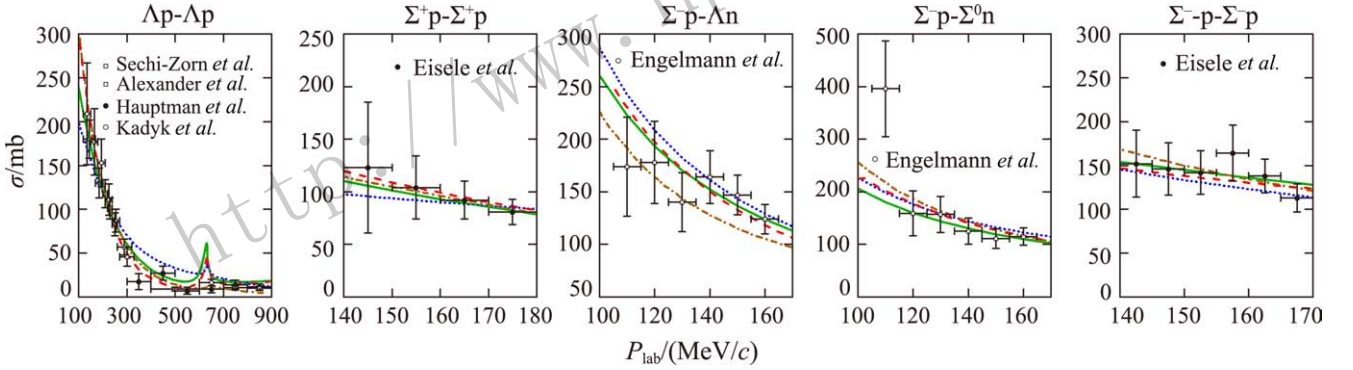 Λp-Λp
Σ⁺p-Σ⁺p
Σ⁻p-Λn
Σ⁻p-Σ⁰n
Σ⁻-p-Σ⁻p
σ/mb
300
250
200
150
100
50
0
100 300 500 700 900
Sechi-Zorn et al.
Alexander et al.
Hauptman et al.
Kadyk et al.
250
200
150
100
50
0
140 150 160 170 180
Eisele et al.
300
250
200
150
100
50
100 120 140 160
Engelmann et al.
500
400
300
200
100
0
100 120 140 160
Engelmann et al.
300
250
200
150
100
50
0
140 150 160 170
Eisele et al.
P_lab/(MeV/c)
http://www.